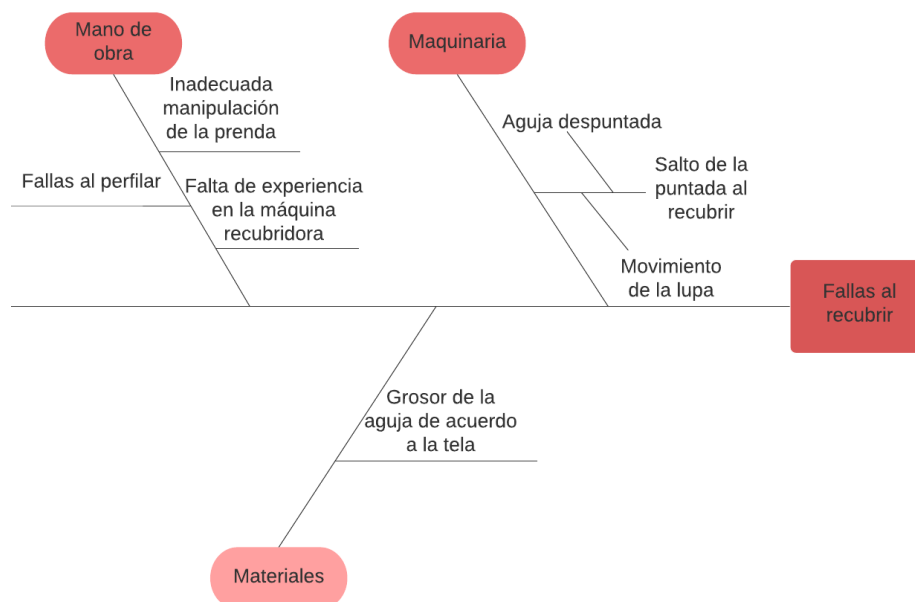 Mano de
obra
Maquinaria
Inadecuada
manipulación
de la prenda
Aguja despuntada
Fallas al perfilar
Falta de experiencia
en la máquina
recubridora
Salto de la
puntada al
recubrir
Movimiento
de la lupa
Fallas al
recubrir
Grosor de la
aguja de acuerdo
a la tela
Materiales